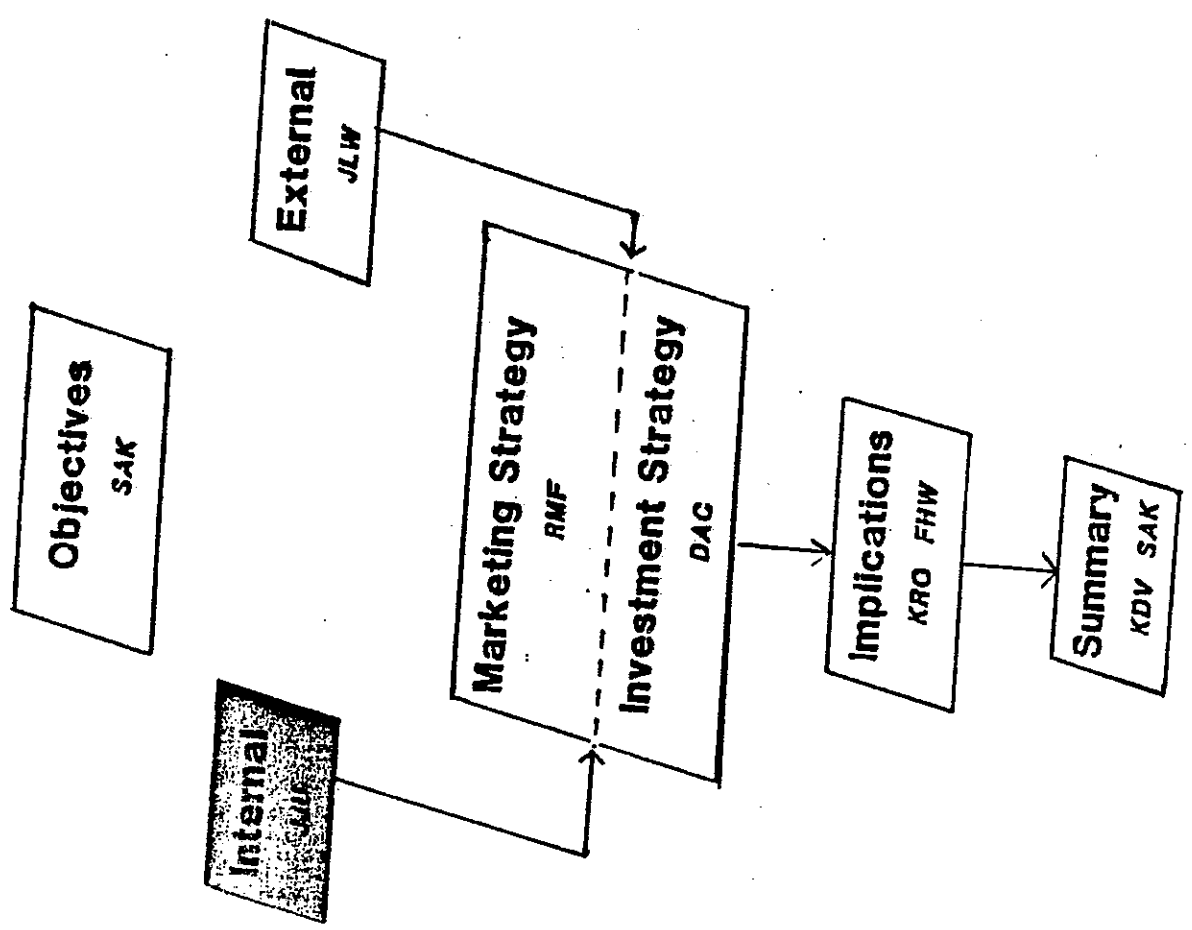 Objectives
SAK
Internal
External
JLW
Marketing Strategy
RMF
Investment Strategy
DAC
Implications
KRO FHW
Summary
KDV SAK